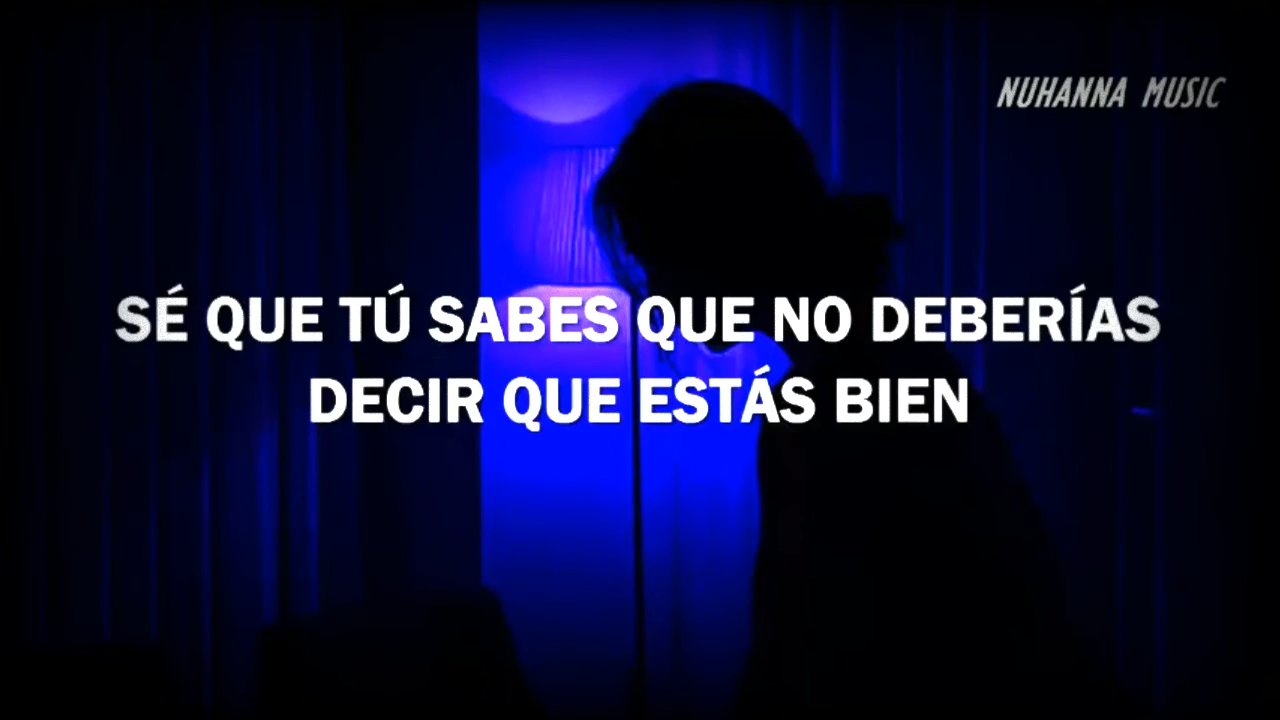 NUHANNA MUSIC
SÉ QUE TÚ SABES QUE NO DEBERÍAS
DECIR QUE ESTÁS BIEN